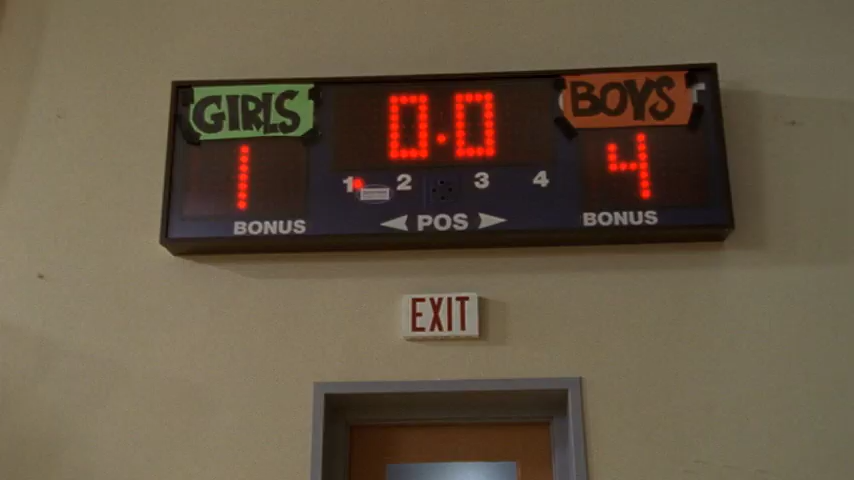 GIRLS 0.0 BOYS
1 1 2 3 4 4
BONUS POS BONUS
EXIT